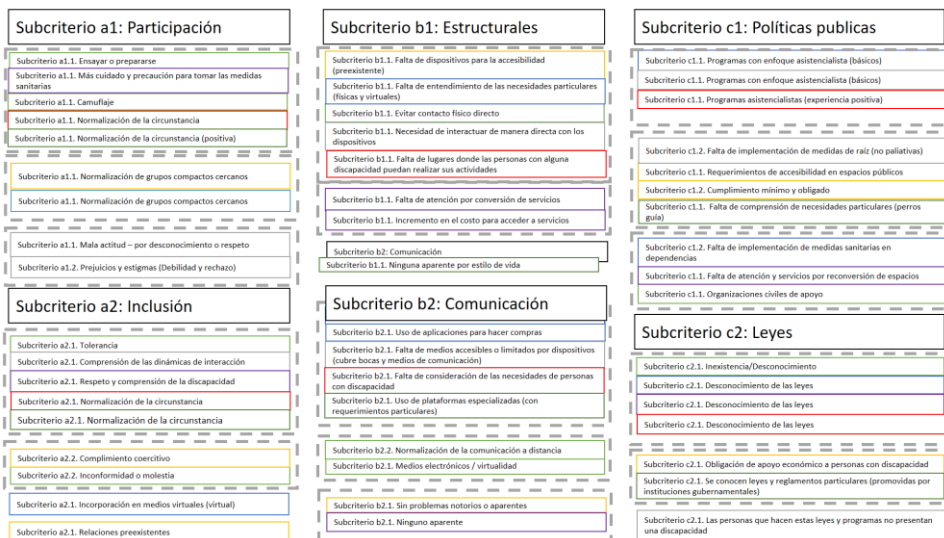 Subcriterio a1: Participación
Subcriterio a1.1. Ensayar o prepararse
Subcriterio a1.1. Más cuidado y precaución para tomar las medidas
sanitarias
Subcriterio a1.1. Camuflaje
Subcriterio a1.1. Normalización de la circunstancia
Subcriterio a1.1. Normalización de la circunstancia (positiva)
Subcriterio a1.1. Normalización de grupos compactos cercanos
Subcriterio a1.1. Normalización de grupos compactos cercanos
Subcriterio a1.1. Mala actitud – por desconocimiento o respeto
Subcriterio a1.2. Prejuicios y estigmas (Debilidad y rechazo)
Subcriterio a2: Inclusión
Subcriterio a2.1. Tolerancia
Subcriterio a2.1. Comprensión de las dinámicas de interacción
Subcriterio a2.1. Respeto y comprensión de la discapacidad
Subcriterio a2.1. Normalización de la circunstancia
Subcriterio a2.1. Normalización de la circunstancia
Subcriterio a2.2. Complimiento coercitivo
Subcriterio a2.2. Inconformidad o molestia
Subcriterio a2.1. Incorporación en medios virtuales (virtual)
Subcriterio a2.1. Relaciones preexistentes
Subcriterio b1: Estructurales
Subcriterio b1.1. Falta de dispositivos para la accesibilidad
(preexistente)
Subcriterio b1.1. Falta de entendimiento de las necesidades particulares
(físicas y virtuales)
Subcriterio b1.1. Evitar contacto físico directo
Subcriterio b1.1. Necesidad de interactuar de manera directa con los
dispositivos
Subcriterio b1.1. Falta de lugares donde las personas con alguna
discapacidad puedan realizar sus actividades
Subcriterio b1.1. Falta de atención por conversión de servicios
Subcriterio b1.1. Incremento en el costo para acceder a servicios
Subcriterio b2: Comunicación
Subcriterio b1.1. Ninguna aparente por estilo de vida
Subcriterio b2: Comunicación
Subcriterio b2.1. Uso de aplicaciones para hacer compras
Subcriterio b2.1. Falta de medios accesibles o limitados por dispositivos
(cubre bocas y medios de comunicación)
Subcriterio b2.1. Falta de consideración de las necesidades de personas
con discapacidad
Subcriterio b2.1. Uso de plataformas especializadas (con
requerimientos particulares)
Subcriterio b2.2. Normalización de la comunicación a distancia
Subcriterio b2.1. Medios electrónicos / virtualidad
Subcriterio b2.1. Sin problemas notorios o aparentes
Subcriterio b2.1. Ninguno aparente
Subcriterio c1: Políticas publicas
Subcriterio c1.1. Programas con enfoque asistencialista (básicos)
Subcriterio c1.1. Programas con enfoque asistencialista (básicos)
Subcriterio c1.1. Programas asistencialistas (experiencia positiva)
Subcriterio c1.2. Falta de implementación de medidas de raíz (no paliativas)
Subcriterio c1.1. Requerimientos de accesibilidad en espacios públicos
Subcriterio c1.2. Cumplimiento mínimo y obligado
Subcriterio c1.1. Falta de comprensión de necesidades particulares (perros
guía)
Subcriterio c1.2. Falta de implementación de medidas sanitarias en
dependencias
Subcriterio c1.1. Falta de atención y servicios por reconversión de espacios
Subcriterio c1.1. Organizaciones civiles de apoyo
Subcriterio c2: Leyes
Subcriterio c2.1. Inexistencia/Desconocimiento
Subcriterio c2.1. Desconocimiento de las leyes
Subcriterio c2.1. Desconocimiento de las leyes
Subcriterio c2.1. Desconocimiento de las leyes
Subcriterio c2.1. Obligación de apoyo económico a personas con discapacidad
Subcriterio c2.1. Se conocen leyes y reglamentos particulares (promovidas por
instituciones gubernamentales)
Subcriterio c2.1. Las personas que hacen estas leyes y programas no presentan
una discapacidad